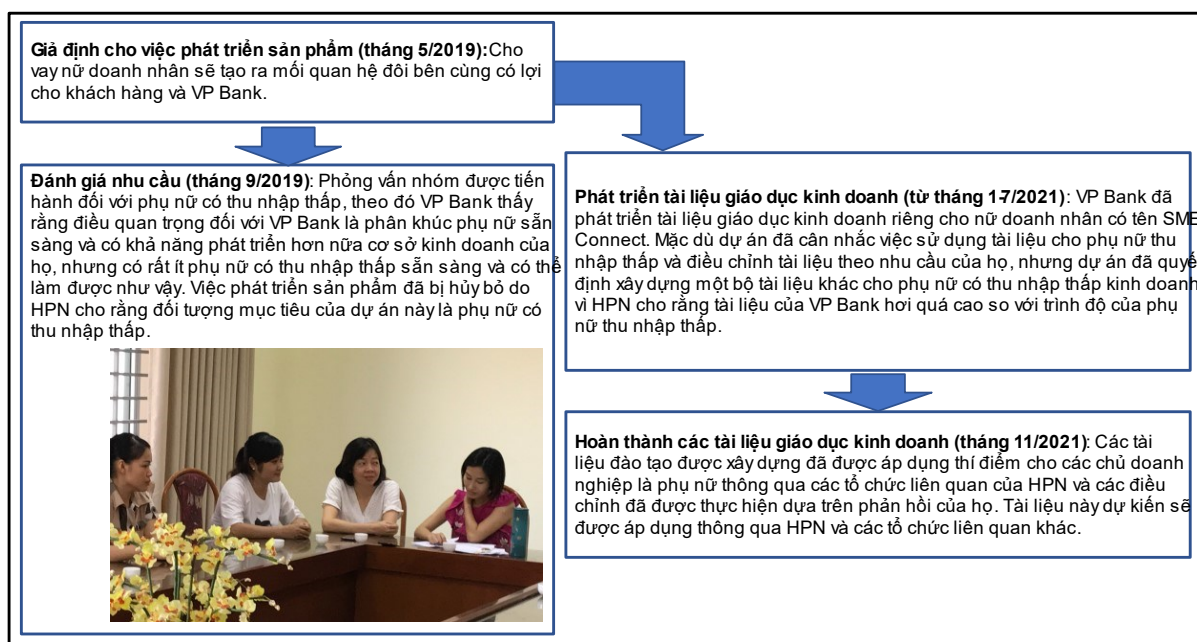 Giả định cho việc phát triển sản phẩm (tháng 5/2019):Cho
vay nữ doanh nhân sẽ tạo ra mối quan hệ đôi bên cùng có lợi
cho khách hàng và VP Bank.
Đánh giá nhu cầu (tháng 9/2019): Phỏng vấn nhóm được tiến
hành đối với phụ nữ có thu nhập thấp, theo đó VP Bank thấy
rằng điều quan trọng đối với VP Bank là phân khúc phụ nữ sẵn
sàng và có khả năng phát triển hơn nữa cơ sở kinh doanh của
họ, nhưng có rất ít phụ nữ có thu nhập thấp sẵn sàng và có thể
làm được như vậy. Việc phát triển sản phẩm đã bị hủy bỏ do
HPN cho rằng đối tượng mục tiêu của dự án này là phụ nữ có
thu nhập thấp.
Phát triển tài liệu giáo dục kinh doanh (từ tháng 1-7/2021): VP Bank đã
phát triển tài liệu giáo dục kinh doanh riêng cho nữ doanh nhân có tên SME
Connect. Mặc dù dự án đã cân nhắc việc sử dụng tài liệu cho phụ nữ thu
nhập thấp và điều chỉnh tài liệu theo nhu cầu của họ, nhưng dự án đã quyết
định xây dựng một bộ tài liệu khác cho phụ nữ có thu nhập thấp kinh doanh
vì HPN cho rằng tài liệu của VP Bank hơi quá cao so với trình độ của phụ
nữ thu nhập thấp.
Hoàn thành các tài liệu giáo dục kinh doanh (tháng 11/2021): Các tài
liệu đào tạo được xây dựng đã được áp dụng thí điểm cho các chủ doanh
nghiệp là phụ nữ thông qua các tổ chức liên quan của HPN và các điều
chỉnh đã được thực hiện dựa trên phản hồi của họ. Tài liệu này dự kiến sẽ
được áp dụng thông qua HPN và các tổ chức liên quan khác.